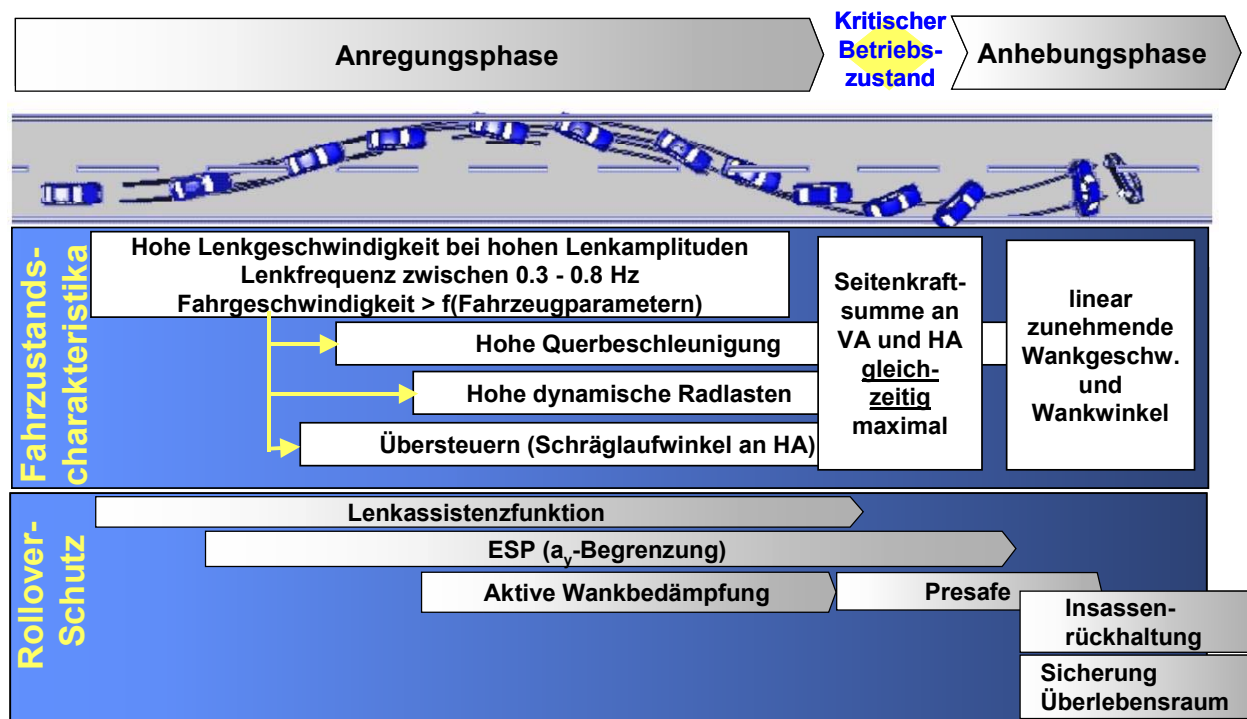 Anregungsphase
Kritischer
Betriebs-
zustand
Anhebungsphase
Fahrzustands-
charakteristika
Hohe Lenkgeschwindigkeit bei hohen Lenkamplituden
Lenkfrequenz zwischen 0.3 - 0.8 Hz
Fahrgeschwindigkeit > f(Fahrzeugparametern)
Hohe Querbeschleunigung
Hohe dynamische Radlasten
Übersteuern (Schräglaufwinkel an HA)
Seitenkraft-
summe an
VA und HA
gleich-
zeitig
maximal
linear
zunehmende
Wankgeschw.
und
Wankwinkel
Rollover-
Schutz
Lenkassistenzfunktion
ESP (ay-Begrenzung)
Aktive Wankbedämpfung
Presafe
Insassen-
rückhaltung
Sicherung
Überlebensraum